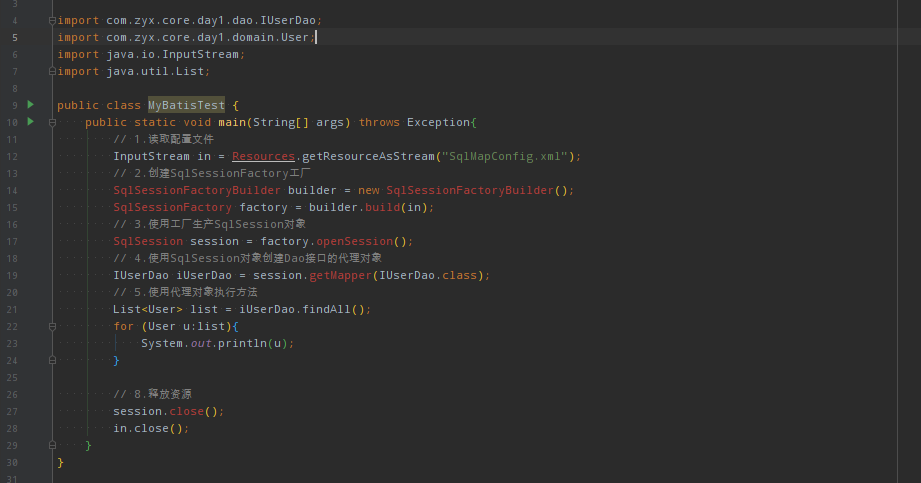 3
4 import com.zyx.core.day1.dao.IUserDao;
5 import com.zyx.core.day1.domain.User;
6 import java.io.InputStream;
7 import java.util.List;
8
9 public class MyBatisTest {
10 public static void main(String[] args) throws Exception{
11 // 1.读取配置文件
12 InputStream in = Resources.getResourceAsStream("SqlMapConfig.xml");
13 // 2.创建SqlSessionFactory工厂
14 SqlSessionFactoryBuilder builder = new SqlSessionFactoryBuilder();
15 SqlSessionFactory factory = builder.build(in);
16 // 3.使用工厂生产SqlSession对象
17 SqlSession session = factory.openSession();
18 // 4.使用SqlSession对象创建Dao接口的代理对象
19 IUserDao iUserDao = session.getMapper(IUserDao.class);
20 // 5.使用代理对象执行方法
21 List<User> list = iUserDao.findAll();
22 for (User u:list){
23 System.out.println(u);
24 }
25
26 // 8.释放资源
27 session.close();
28 in.close();
29 }
30 }
31